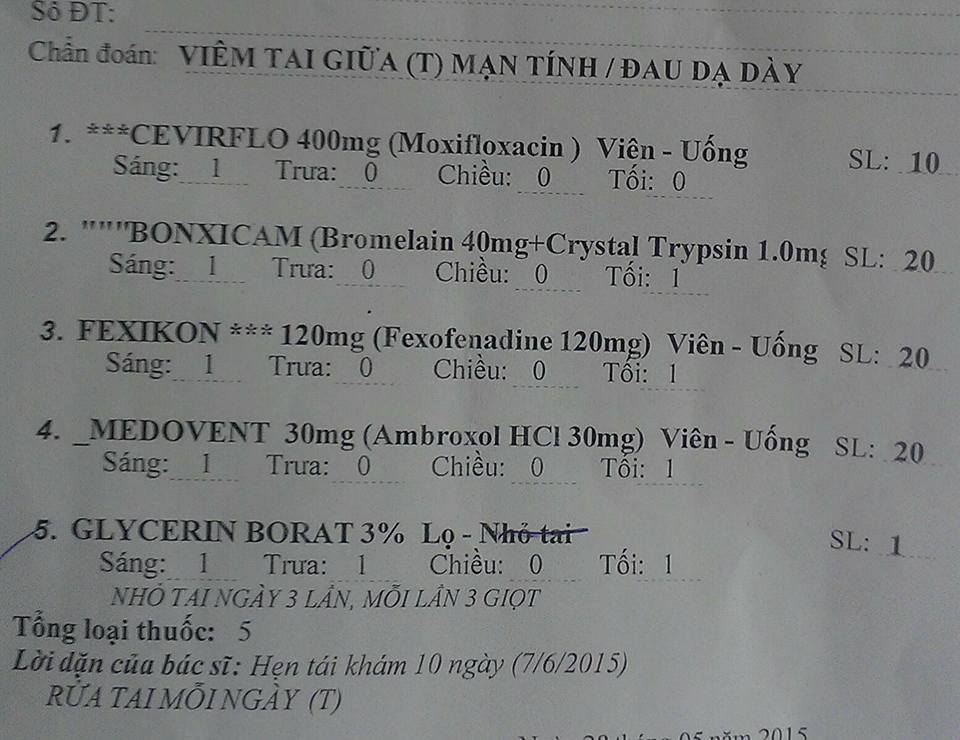 Số ĐT:
Chẩn đoán: VIÊM TAI GIỮA (T) MẠN TÍNH / ĐAU DẠ DÀY
1. ***CEVIRFLO 400mg (Moxifloxacin ) Viên - Uống SL: 10
Sáng: 1 Trưa: 0 Chiều: 0 Tối: 0
2. """BONXICAM (Bromelain 40mg+Crystal Trypsin 1.0mg SL: 20
Sáng: 1 Trưa: 0 Chiều: 0 Tối: 1
3. FEXIKON *** 120mg (Fexofenadine 120mg) Viên - Uống SL: 20
Sáng: 1 Trưa: 0 Chiều: 0 Tối: 1
4. _MEDOVENT 30mg (Ambroxol HCl 30mg) Viên - Uống SL: 20
Sáng: 1 Trưa: 0 Chiều: 0 Tối: 1
5. GLYCERIN BORAT 3% Lọ - Nhỏ tai SL: 1
Sáng: 1 Trưa: 1 Chiều: 0 Tối: 1
NHỎ TAI NGÀY 3 LẦN, MỖI LẦN 3 GIỌT
Tổng loại thuốc: 5
Lời dặn của bác sĩ: Hẹn tái khám 10 ngày (7/6/2015)
RỬA TAI MỖI NGÀY (T)
05 năm 2015